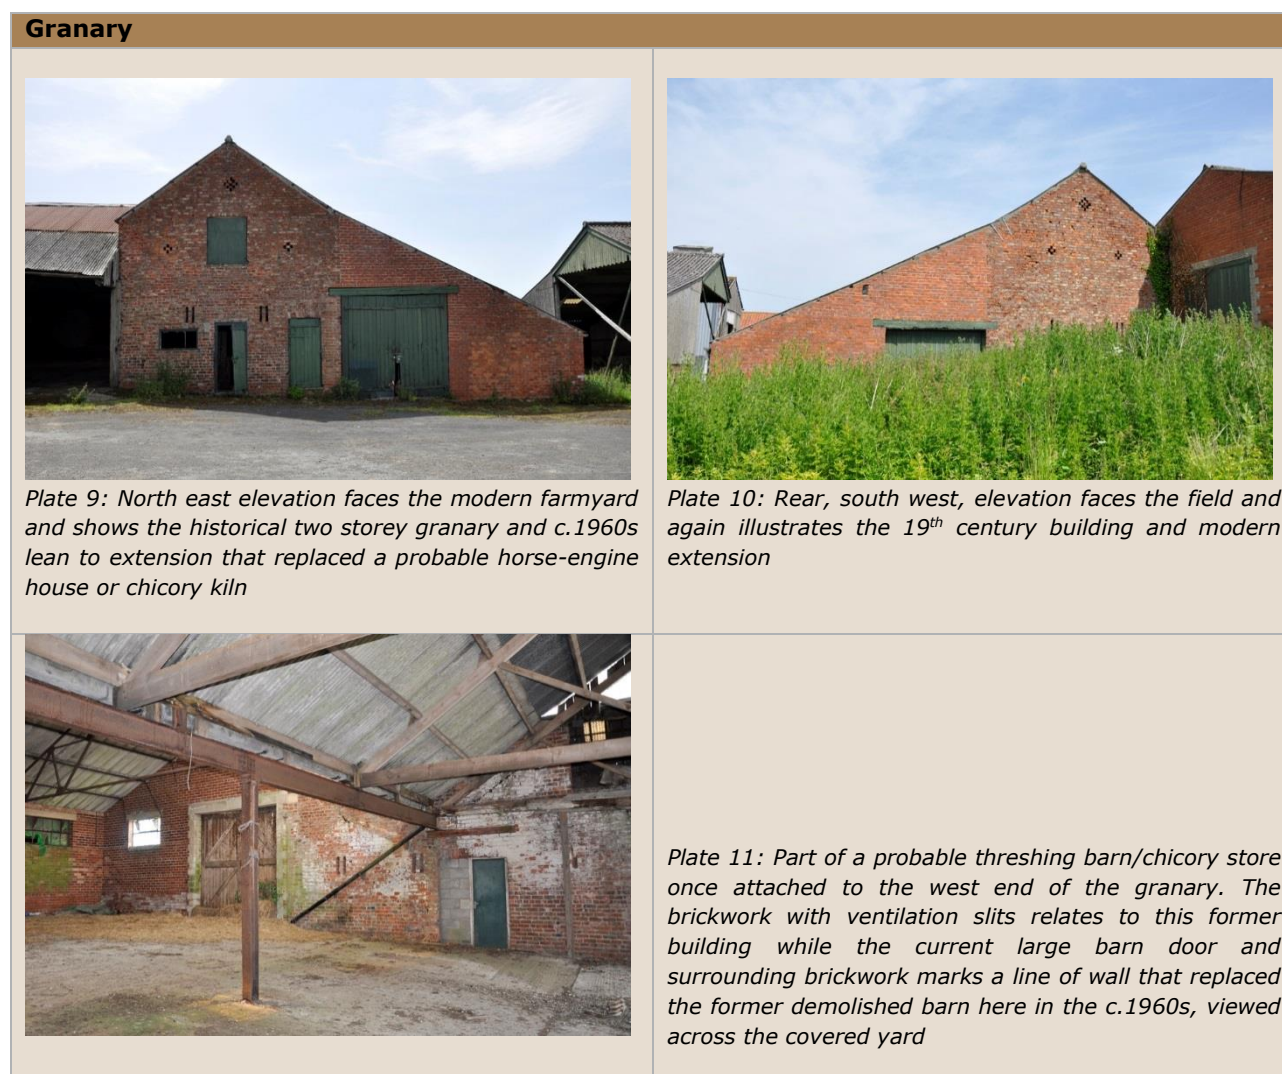 Granary
Plate 9: North east elevation faces the modern farmyard
and shows the historical two storey granary and c.1960s
lean to extension that replaced a probable horse-engine
house or chicory kiln
Plate 10: Rear, south west, elevation faces the field and
again illustrates the 19th century building and modern
extension
Plate 11: Part of a probable threshing barn/chicory store
once attached to the west end of the granary. The
brickwork with ventilation slits relates to this former
building while the current large barn door and
surrounding brickwork marks a line of wall that replaced
the former demolished barn here in the c.1960s, viewed
across the covered yard